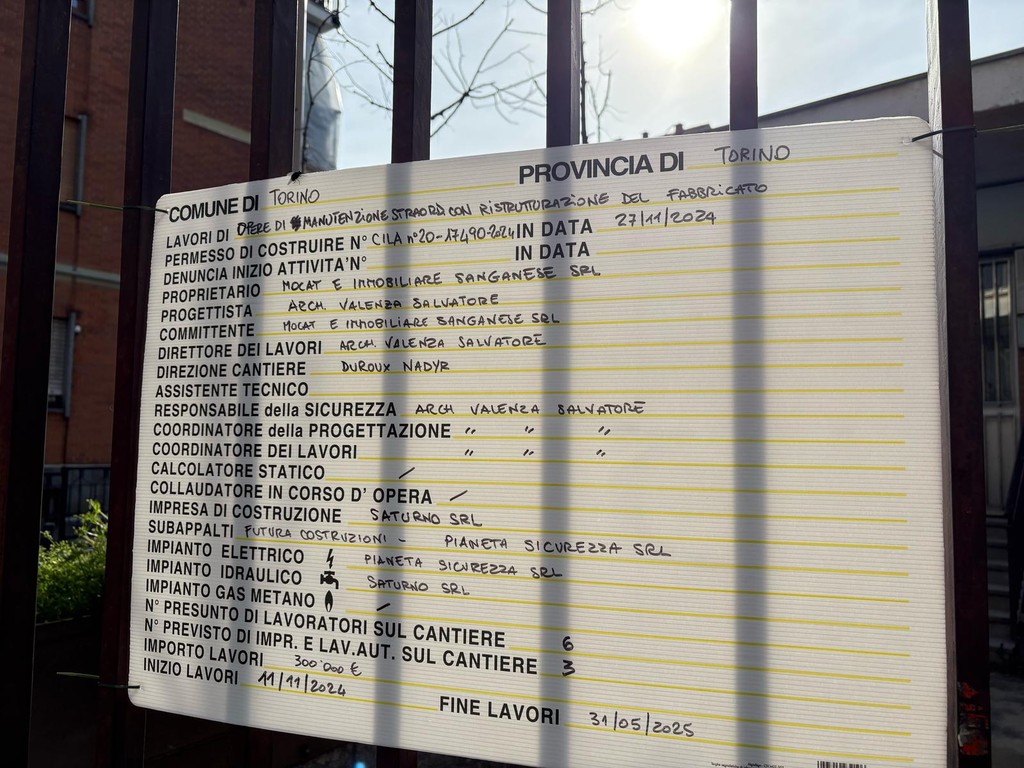 COMUNE DI TORINO PROVINCIA DI TORINO
LAVORI DI OPERE DI MANUTENZIONE STRAORD CON RISTRUTTURAZIONE DEL FABBRICATO
PERMESSO DI COSTRUIRE N° CILA n°20-17490-2024 IN DATA 27/11/2024
DENUNCIA INIZIO ATTIVITA' N° IN DATA
PROPRIETARIO MOCAT E IMMOBILIARE SANGANESE SRL
PROGETTISTA ARCH. VALENZA SALVATORE
COMMITTENTE MOCAT E IMMOBILIARE SANGANESE SRL
DIRETTORE DEI LAVORI ARCH. VALENZA SALVATORE
DIREZIONE CANTIERE DUROUX NADYR
ASSISTENTE TECNICO
RESPONSABILE della SICUREZZA ARCH VALENZA SALVATORE
COORDINATORE della PROGETTAZIONE " " "
COORDINATORE DEI LAVORI " " "
CALCOLATORE STATICO /
COLLAUDATORE IN CORSO D' OPERA /
IMPRESA DI COSTRUZIONE SATURNO SRL
SUBAPPALTI FUTURA COSTRUZIONI - PIANETA SICUREZZA SRL
IMPIANTO ELETTRICO PIANETA SICUREZZA SRL
IMPIANTO IDRAULICO SATURNO SRL
IMPIANTO GAS METANO /
N° PRESUNTO DI LAVORATORI SUL CANTIERE 6
N° PREVISTO DI IMPR. E LAV.AUT. SUL CANTIERE 3
IMPORTO LAVORI 300'000 €
INIZIO LAVORI 11/11/2024 FINE LAVORI 31/05/2025